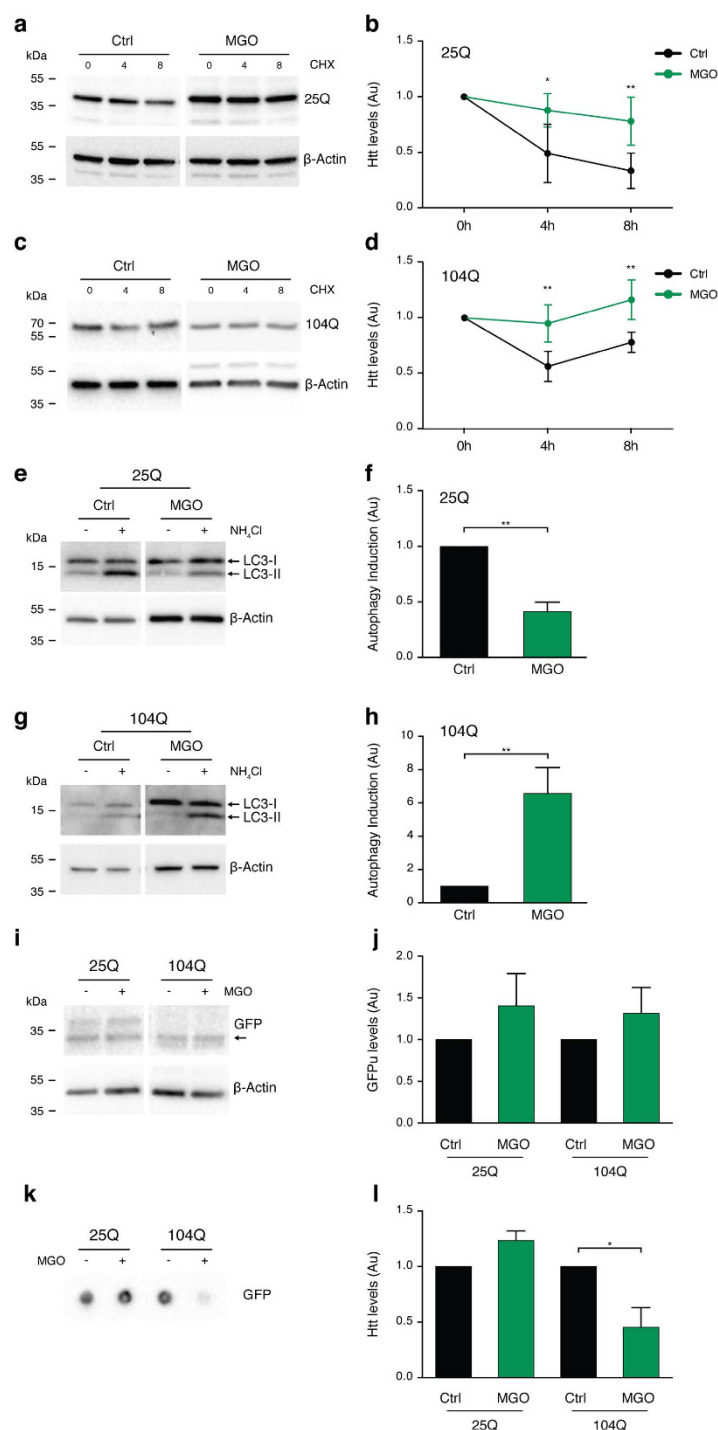 a
Ctrl MGO
kDa 0 4 8 0 4 8 CHX
55
35
25Q
55
35
β-Actin
b
25Q
Htt levels (Au)
1.5
1.0
0.5
0.0
* **
0h 4h 8h
Ctrl
MGO
c
Ctrl MGO
kDa 0 4 8 0 4 8 CHX
70
55
104Q
55
35
β-Actin
d
104Q
Htt levels (Au)
1.5
1.0
0.5
0.0
** **
0h 4h 8h
Ctrl
MGO
e
25Q
Ctrl MGO
kDa - + - + NH4Cl
15
LC3-I
LC3-II
55
35
β-Actin
f
25Q
Autophagy Induction (Au)
1.5
1.0
0.5
0.0
**
Ctrl MGO
g
104Q
Ctrl MGO
kDa - + - + NH4Cl
15
LC3-I
LC3-II
55
35
β-Actin
h
104Q
Autophagy Induction (Au)
10
8
6
4
2
0
**
Ctrl MGO
i
25Q 104Q
kDa - + - + MGO
35
GFP
55
35
β-Actin
j
GFPu levels (Au)
2.0
1.5
1.0
0.5
0.0
Ctrl MGO Ctrl MGO
25Q 104Q
k
25Q 104Q
MGO - + - +
GFP
l
Htt levels (Au)
1.5
1.0
0.5
0.0
*
Ctrl MGO Ctrl MGO
25Q 104Q